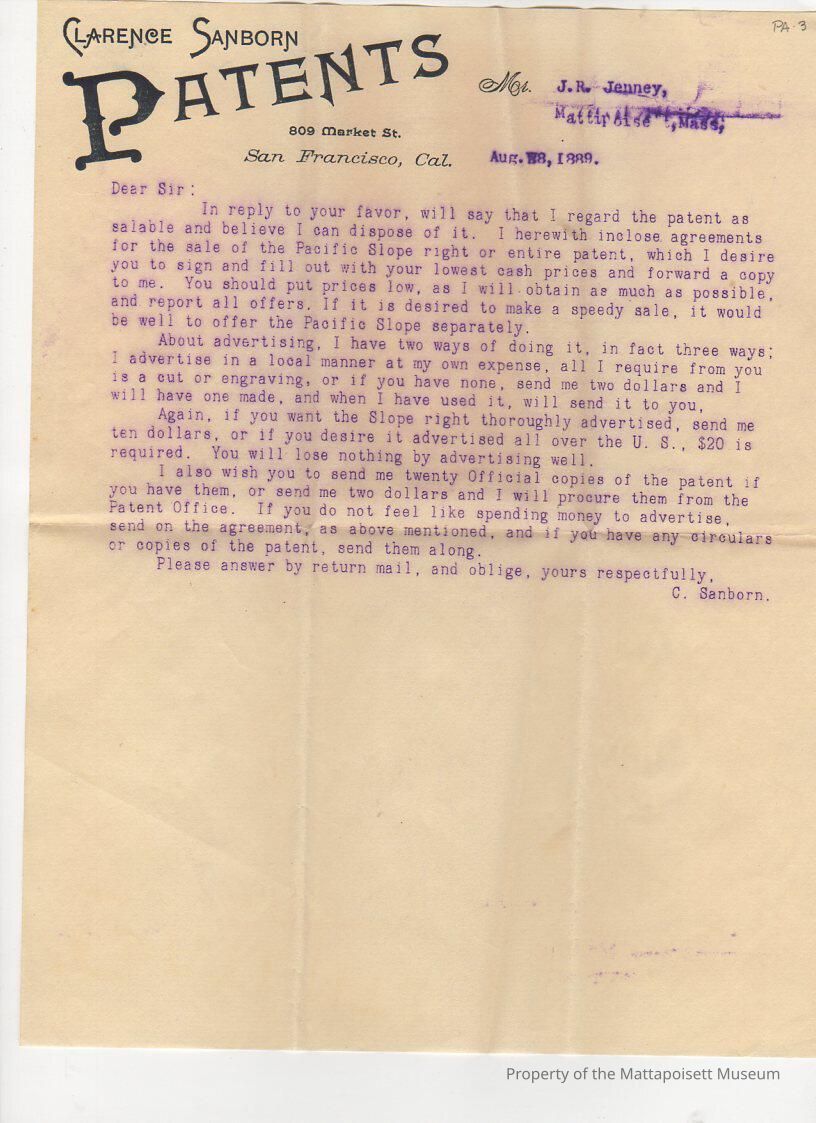 CLARENCE SANBORN
PATENTS
809 Market St.
San Francisco, Cal.
PA-3
Mr. J.R. Jenney,
Mass,
Aug. 1889.
Dear Sir:
In reply to your favor, will say that I regard the patent as
salable and believe I can dispose of it. I herewith inclose agreements
for the sale of the Pacific Slope right or entire patent, which I desire
you to sign and fill out with your lowest cash prices and forward a copy
to me. You should put prices low, as I will obtain as much as possible,
and report all offers. If it is desired to make a speedy sale, it would
be well to offer the Pacific Slope separately.
About advertising, I have two ways of doing it, in fact three ways;
I advertise in a local manner at my own expense, all I require from you
is a cut or engraving, or if you have none, send me two dollars and I
will have one made, and when I have used it, will send it to you,
Again, if you want the Slope right thoroughly advertised, send me
ten dollars, or if you desire it advertised all over the U. S., $20 is
required. You will lose nothing by advertising well.
I also wish you to send me twenty Official copies of the patent if
you have them, or send me two dollars and I will procure them from the
Patent Office. If you do not feel like spending money to advertise,
send on the agreement, as above mentioned, and if you have any circulars
or copies of the patent, send them along.
Please answer by return mail, and oblige, yours respectfully,
C. Sanborn.
Property of the Mattapoisett Museum